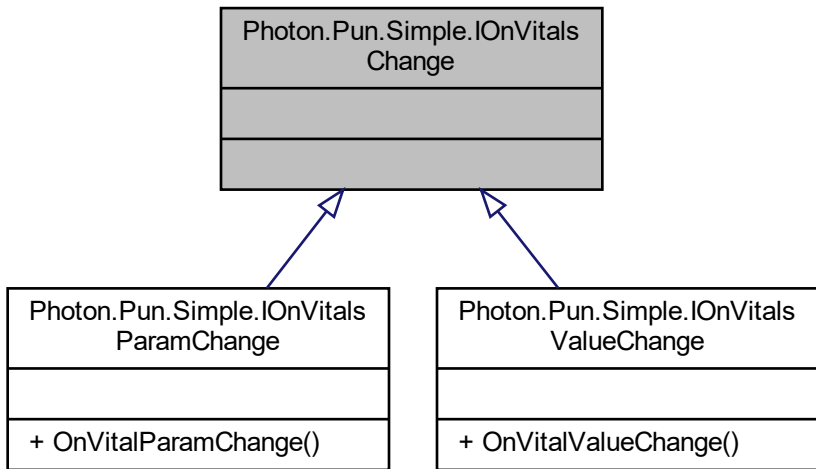 Photon.Pun.Simple.IOnVitals
Change
Photon.Pun.Simple.IOnVitals
ParamChange
+ OnVitalParamChange()
Photon.Pun.Simple.IOnVitals
ValueChange
+ OnVitalValueChange()